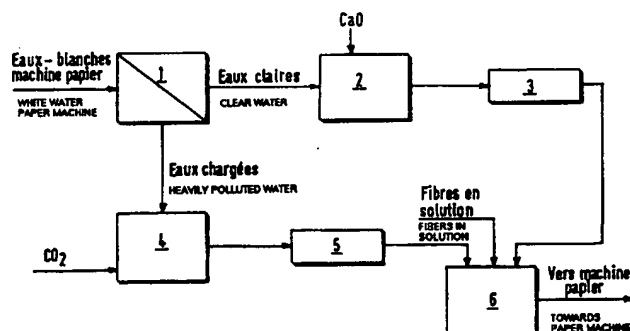 CaO
Eaux-blanches
machine papier
WHITE WATER
PAPER MACHINE
1
Eaux claires
CLEAR WATER
2
3
Eaux chargées
HEAVILY POLLUTED WATER
Fibres en
solution
FIBERS IN
SOLUTION
4
5
CO2
6
Vers machine
papier
TOWARDS
PAPER MACHINE